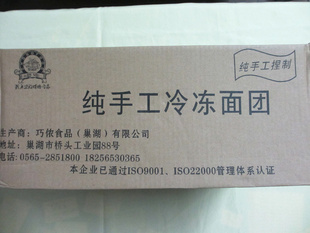 纯手工捏制
纯手工冷冻面团
生产商：巧侬食品（巢湖）有限公司
地址：巢湖市桥头工业园88号
电话：0565-2851800 18256530365
本企业已通过ISO9001、ISO22000管理体系认证